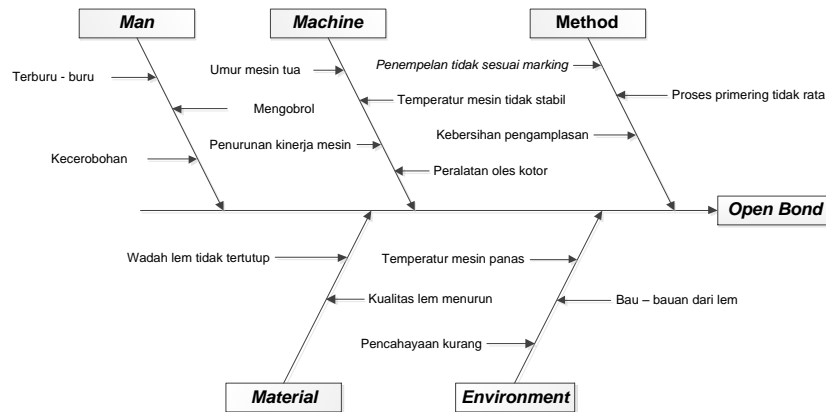 Man
Machine
Method
Terburu - buru
Umur mesin tua
Penempelan tidak sesuai marking
Mengobrol
Temperatur mesin tidak stabil
Proses primering tidak rata
Kecerobohan
Penurunan kinerja mesin
Kebersihan pengamplasan
Peralatan oles kotor
Open Bond
Wadah lem tidak tertutup
Temperatur mesin panas
Kualitas lem menurun
Bau – bauan dari lem
Pencahayaan kurang
Material
Environment